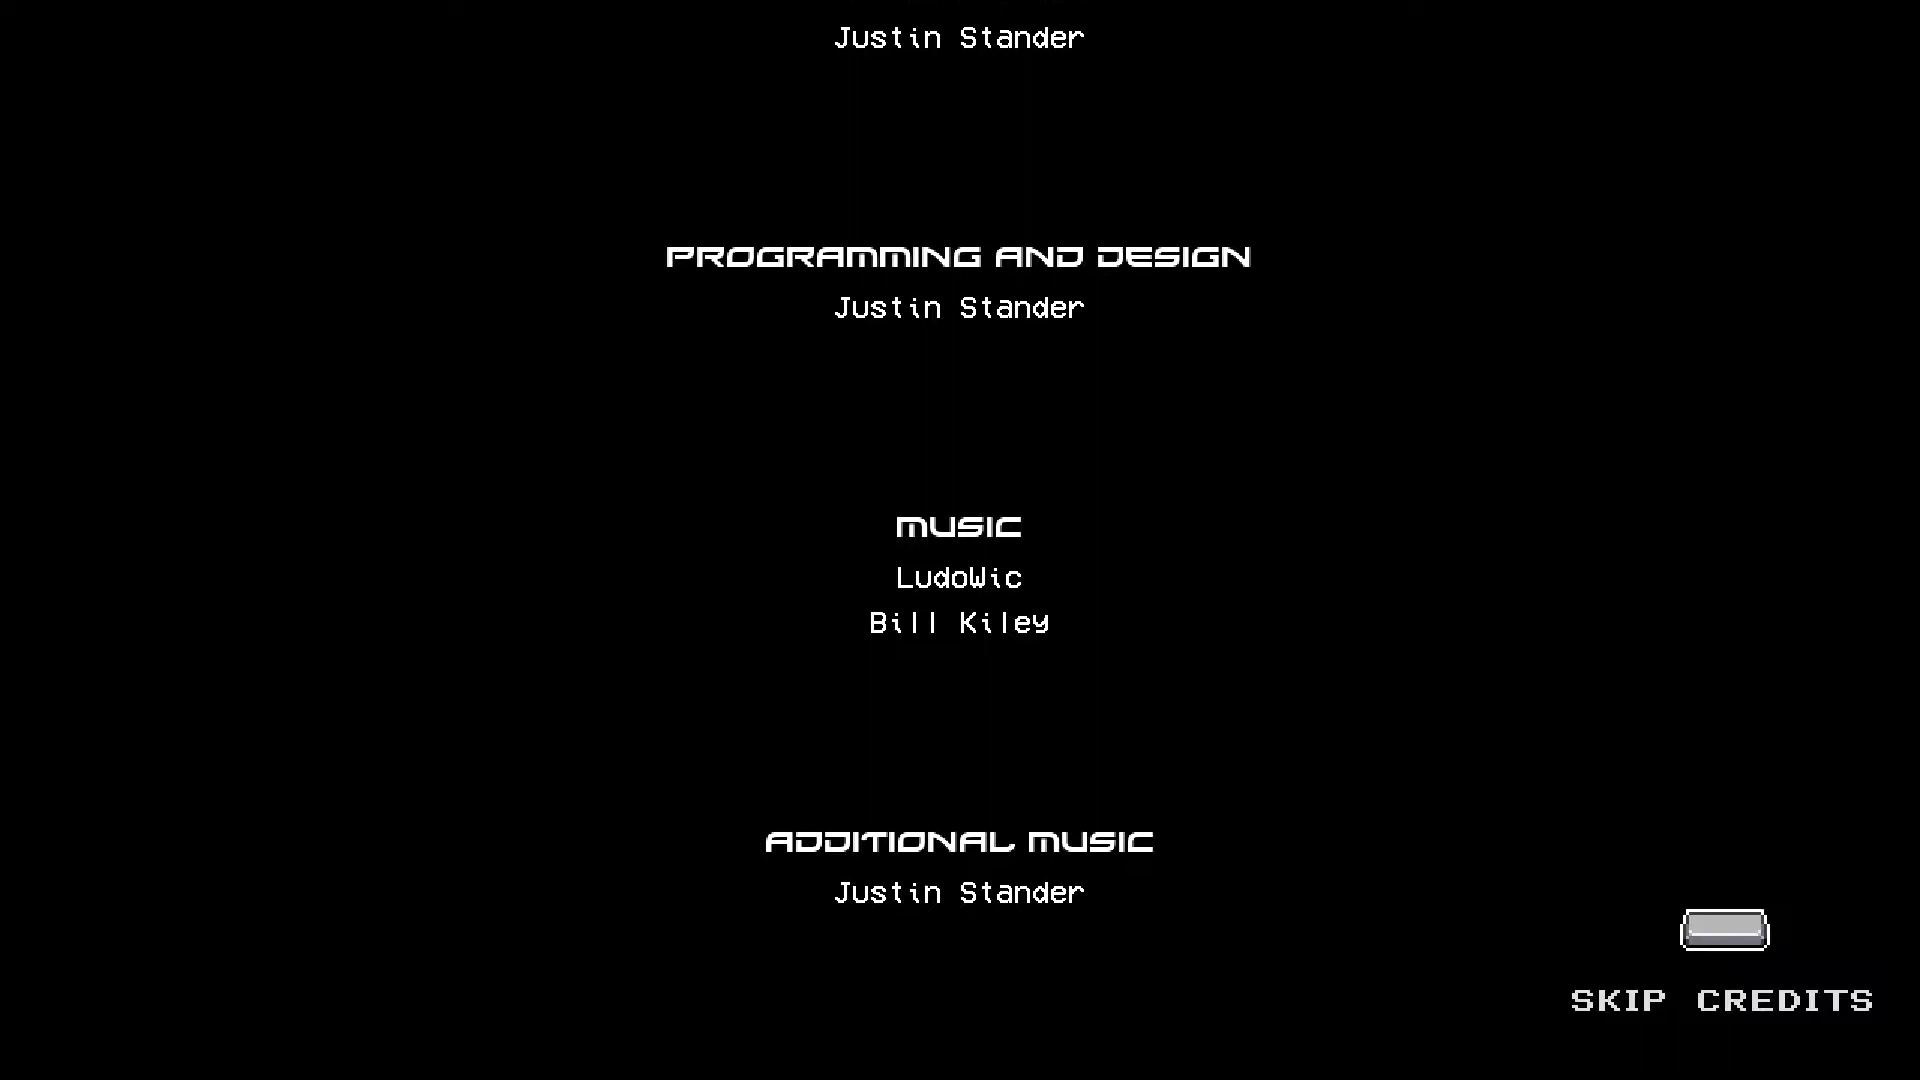 Justin Stander
PROGRAMMING AND DESIGN
Justin Stander
MUSIC
LudoWic
Bill Kiley
ADDITIONAL MUSIC
Justin Stander
SKIP CREDITS